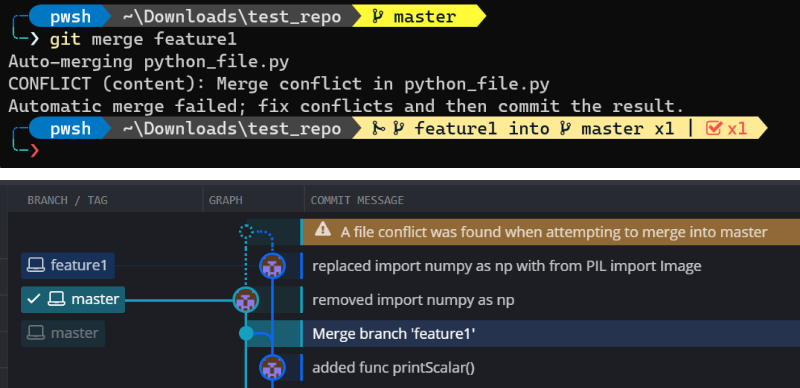 pwsh ~\Downloads\test_repo master
❯ git merge feature1
Auto-merging python_file.py
CONFLICT (content): Merge conflict in python_file.py
Automatic merge failed; fix conflicts and then commit the result.
pwsh ~\Downloads\test_repo feature1 into master x1 | x1
❯
BRANCH / TAG GRAPH COMMIT MESSAGE
A file conflict was found when attempting to merge into master
feature1 replaced import numpy as np with from PIL import Image
master removed import numpy as np
master Merge branch 'feature1'
added func printScalar()